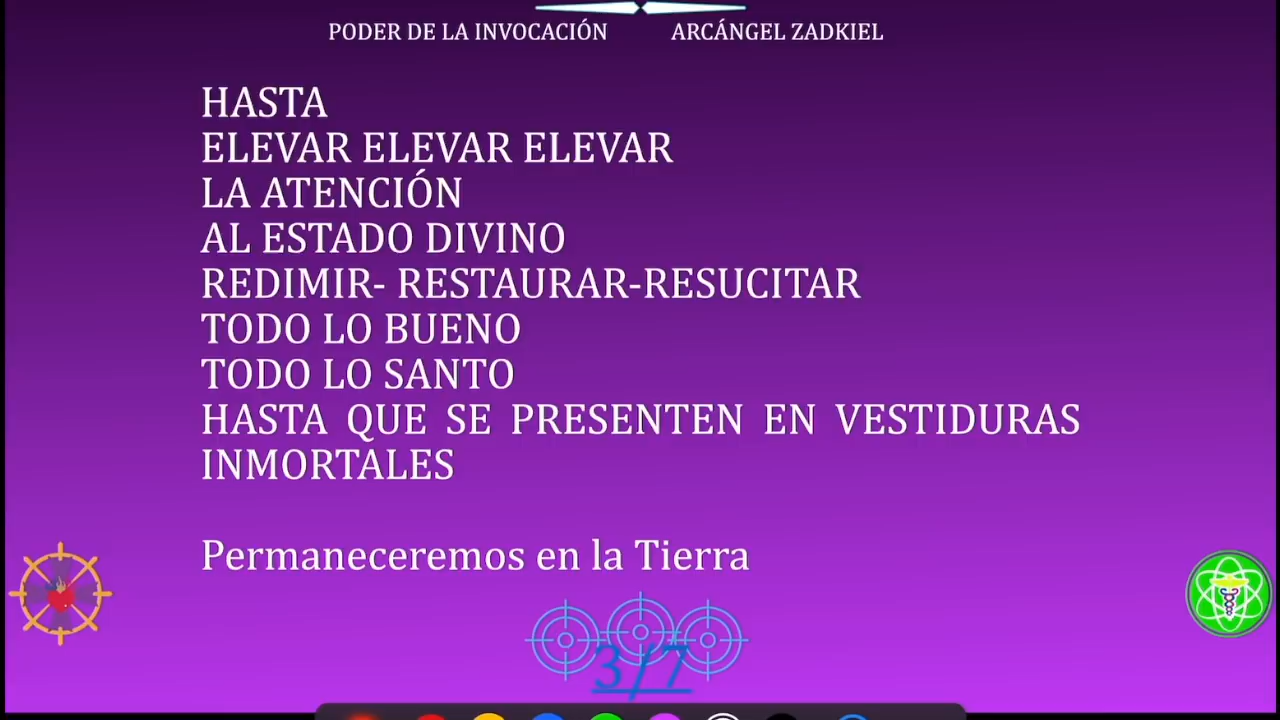 PODER DE LA INVOCACIÓN ARCÁNGEL ZADKIEL
HASTA
ELEVAR ELEVAR ELEVAR
LA ATENCIÓN
AL ESTADO DIVINO
REDIMIR- RESTAURAR-RESUCITAR
TODO LO BUENO
TODO LO SANTO
HASTA QUE SE PRESENTEN EN VESTIDURAS
INMORTALES
Permaneceremos en la Tierra
3/7